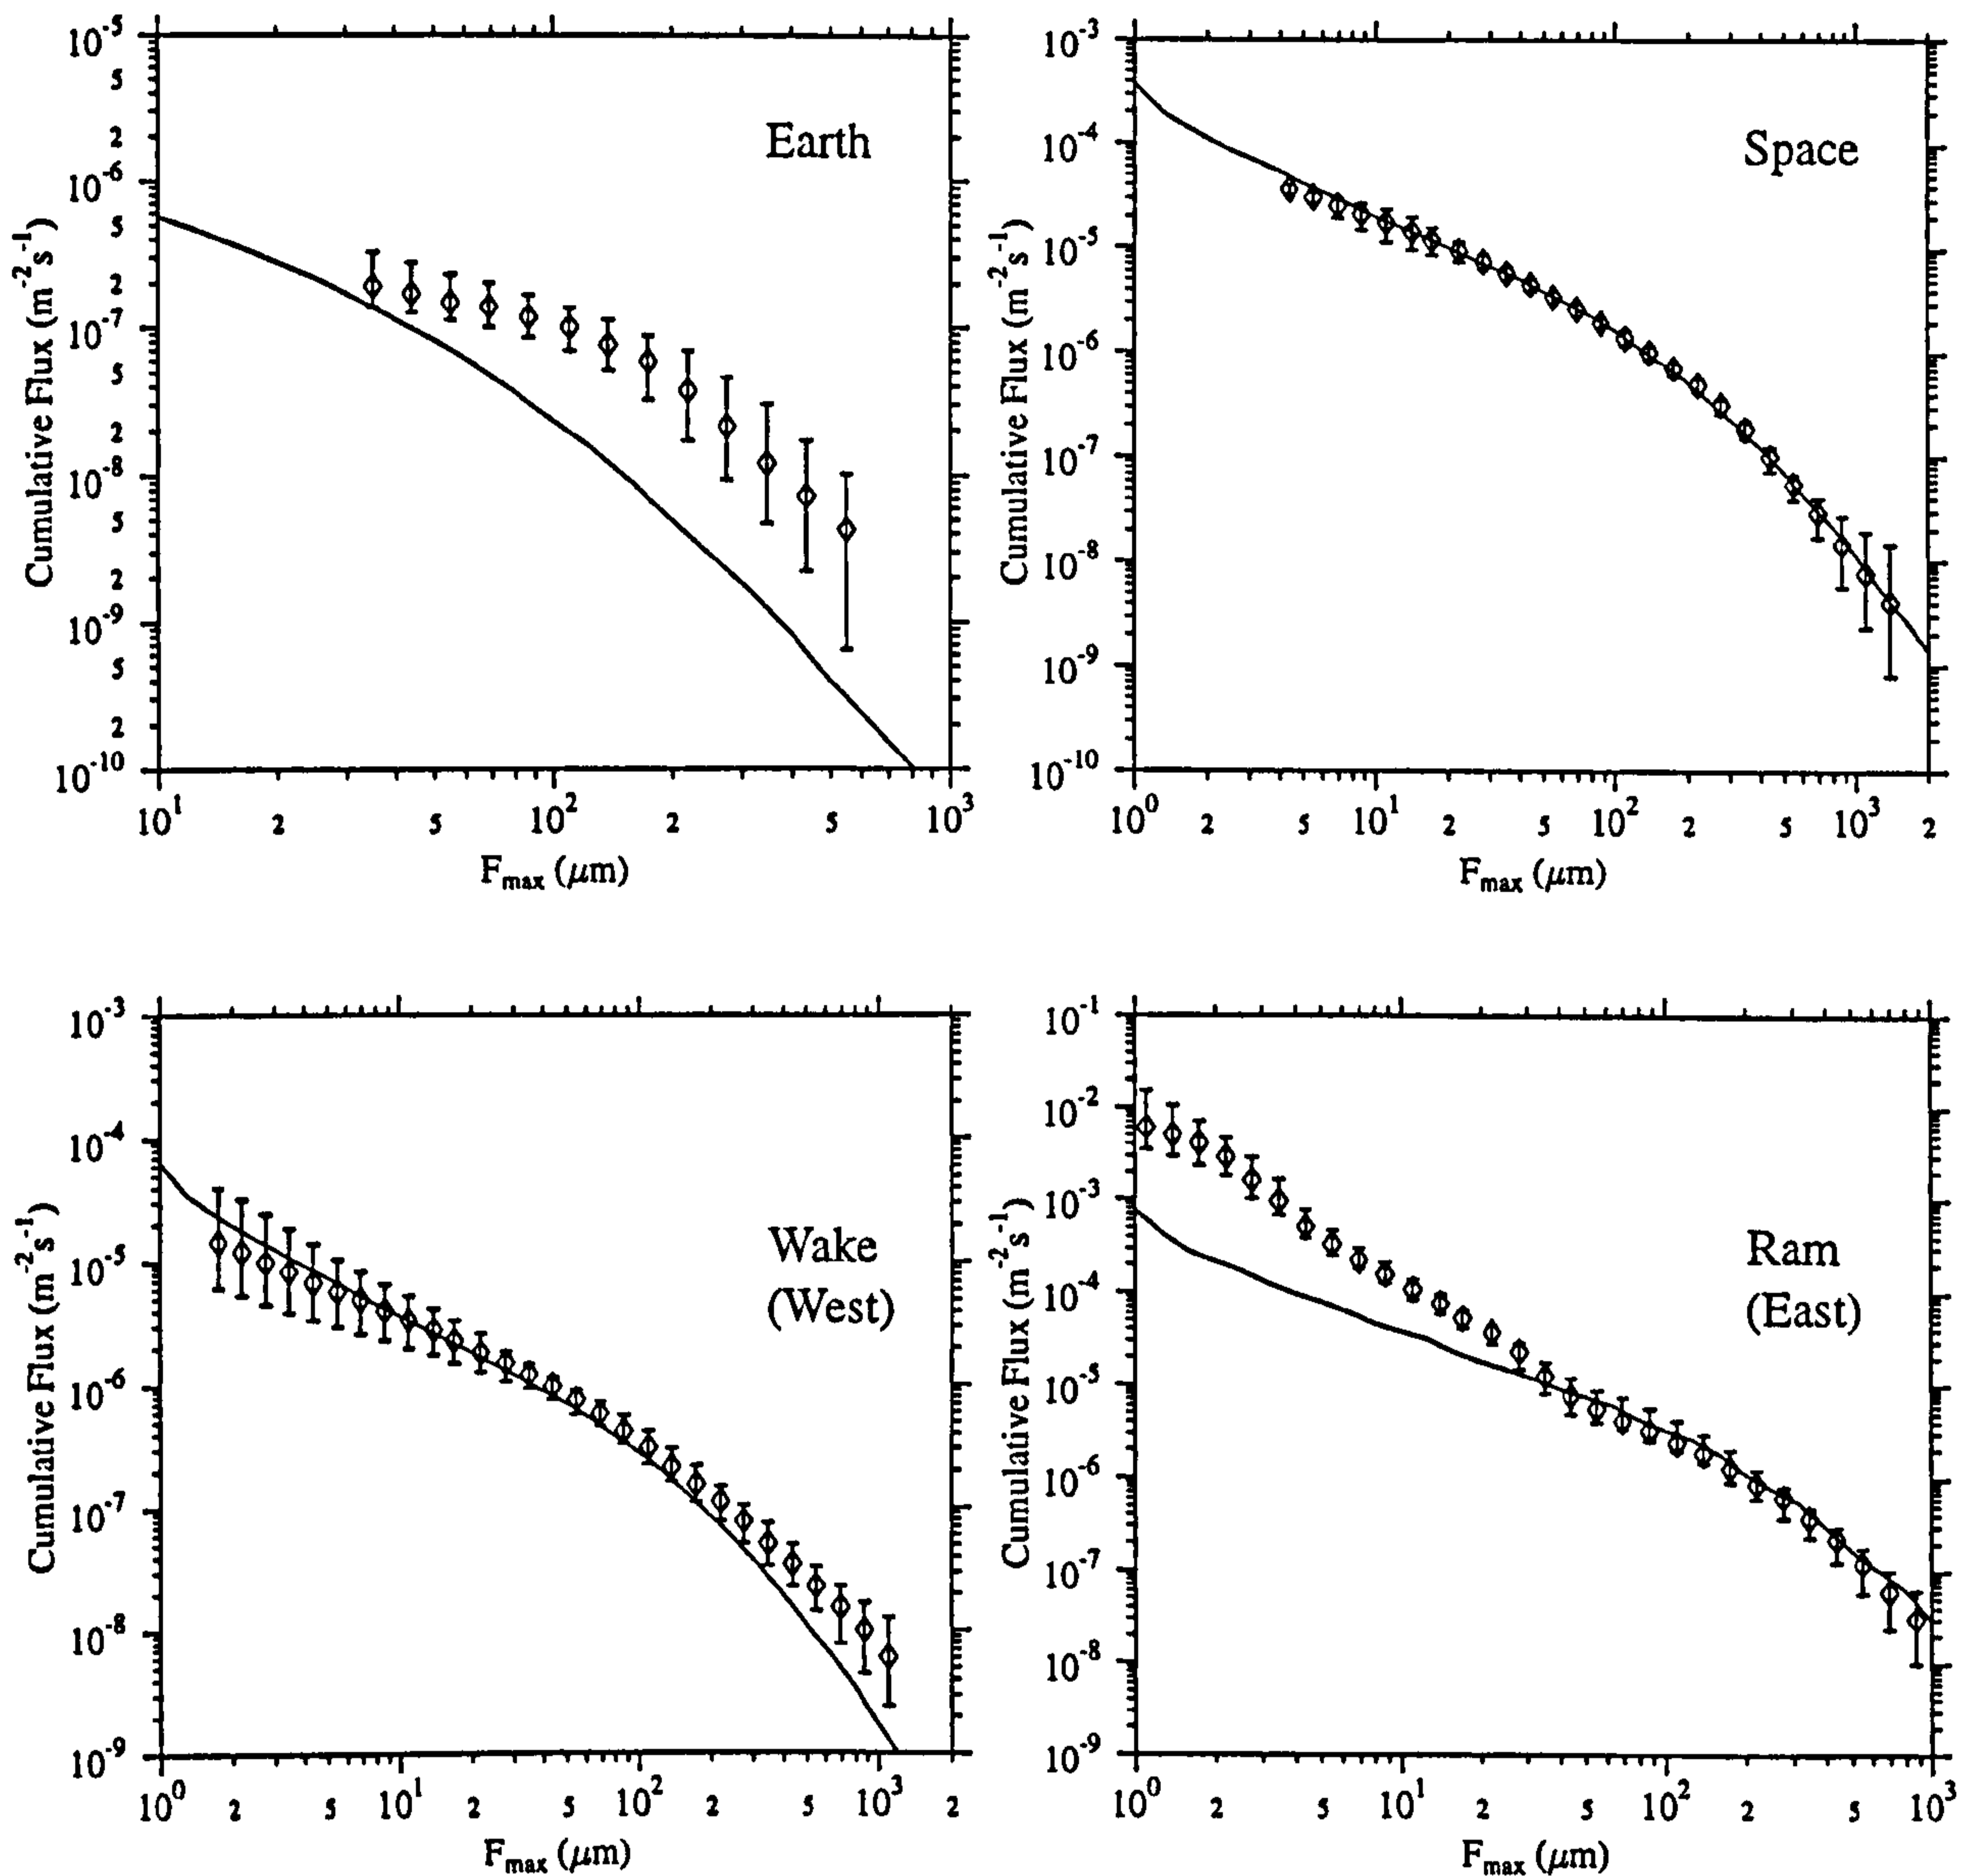 Earth
Cumulative Flux (m⁻²s⁻¹)
10⁻⁵
5
2
10⁻⁶
5
2
10⁻⁷
5
2
10⁻⁸
5
2
10⁻⁹
5
2
10⁻¹⁰
10¹ 2 5 10² 2 5 10³
F_max (μm)
Space
Cumulative Flux (m⁻²s⁻¹)
10⁻³
10⁻⁴
10⁻⁵
10⁻⁶
10⁻⁷
10⁻⁸
10⁻⁹
10⁻¹⁰
10⁰ 2 5 10¹ 2 5 10² 2 5 10³ 2
F_max (μm)
Wake
(West)
Cumulative Flux (m⁻²s⁻¹)
10⁻³
10⁻⁴
10⁻⁵
10⁻⁶
10⁻⁷
10⁻⁸
10⁻⁹
10⁰ 2 5 10¹ 2 5 10² 2 5 10³ 2
F_max (μm)
Ram
(East)
Cumulative Flux (m⁻²s⁻¹)
10⁻¹
10⁻²
10⁻³
10⁻⁴
10⁻⁵
10⁻⁶
10⁻⁷
10⁻⁸
10⁻⁹
10⁰ 2 5 10¹ 2 5 10² 2 5 10³
F_max (μm)